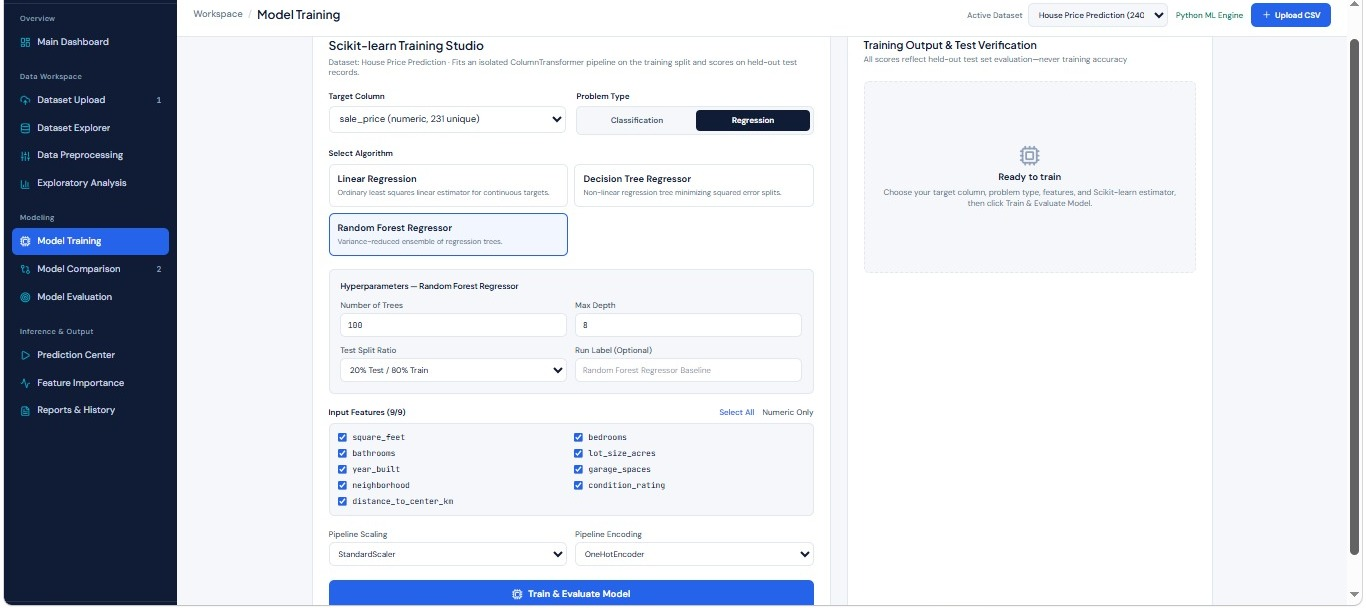 Overview
Main Dashboard
Data Workspace
Dataset Upload 1
Dataset Explorer
Data Preprocessing
Exploratory Analysis
Modeling
Model Training
Model Comparison 2
Model Evaluation
Inference & Output
Prediction Center
Feature Importance
Reports & History
Workspace / Model Training
Active Dataset House Price Prediction (240 Python ML Engine + Upload CSV
Scikit-learn Training Studio
Dataset: House Price Prediction · Fits an isolated ColumnTransformer pipeline on the training split and scores on held-out test
records.
Target Column Problem Type
sale_price (numeric, 231 unique) Classification Regression
Select Algorithm
Linear Regression
Ordinary least squares linear estimator for continuous targets.
Decision Tree Regressor
Non-linear regression tree minimizing squared error splits.
Random Forest Regressor
Variance-reduced ensemble of regression trees.
Hyperparameters — Random Forest Regressor
Number of Trees Max Depth
100 8
Test Split Ratio Run Label (Optional)
20% Test / 80% Train Random Forest Regressor Baseline
Input Features (9/9) Select All Numeric Only
square_feet bedrooms
bathrooms lot_size_acres
year_built garage_spaces
neighborhood condition_rating
distance_to_center_km
Pipeline Scaling Pipeline Encoding
StandardScaler OneHotEncoder
Train & Evaluate Model
Training Output & Test Verification
All scores reflect held-out test set evaluation—never training accuracy
Ready to train
Choose your target column, problem type, features, and Scikit-learn estimator,
then click Train & Evaluate Model.